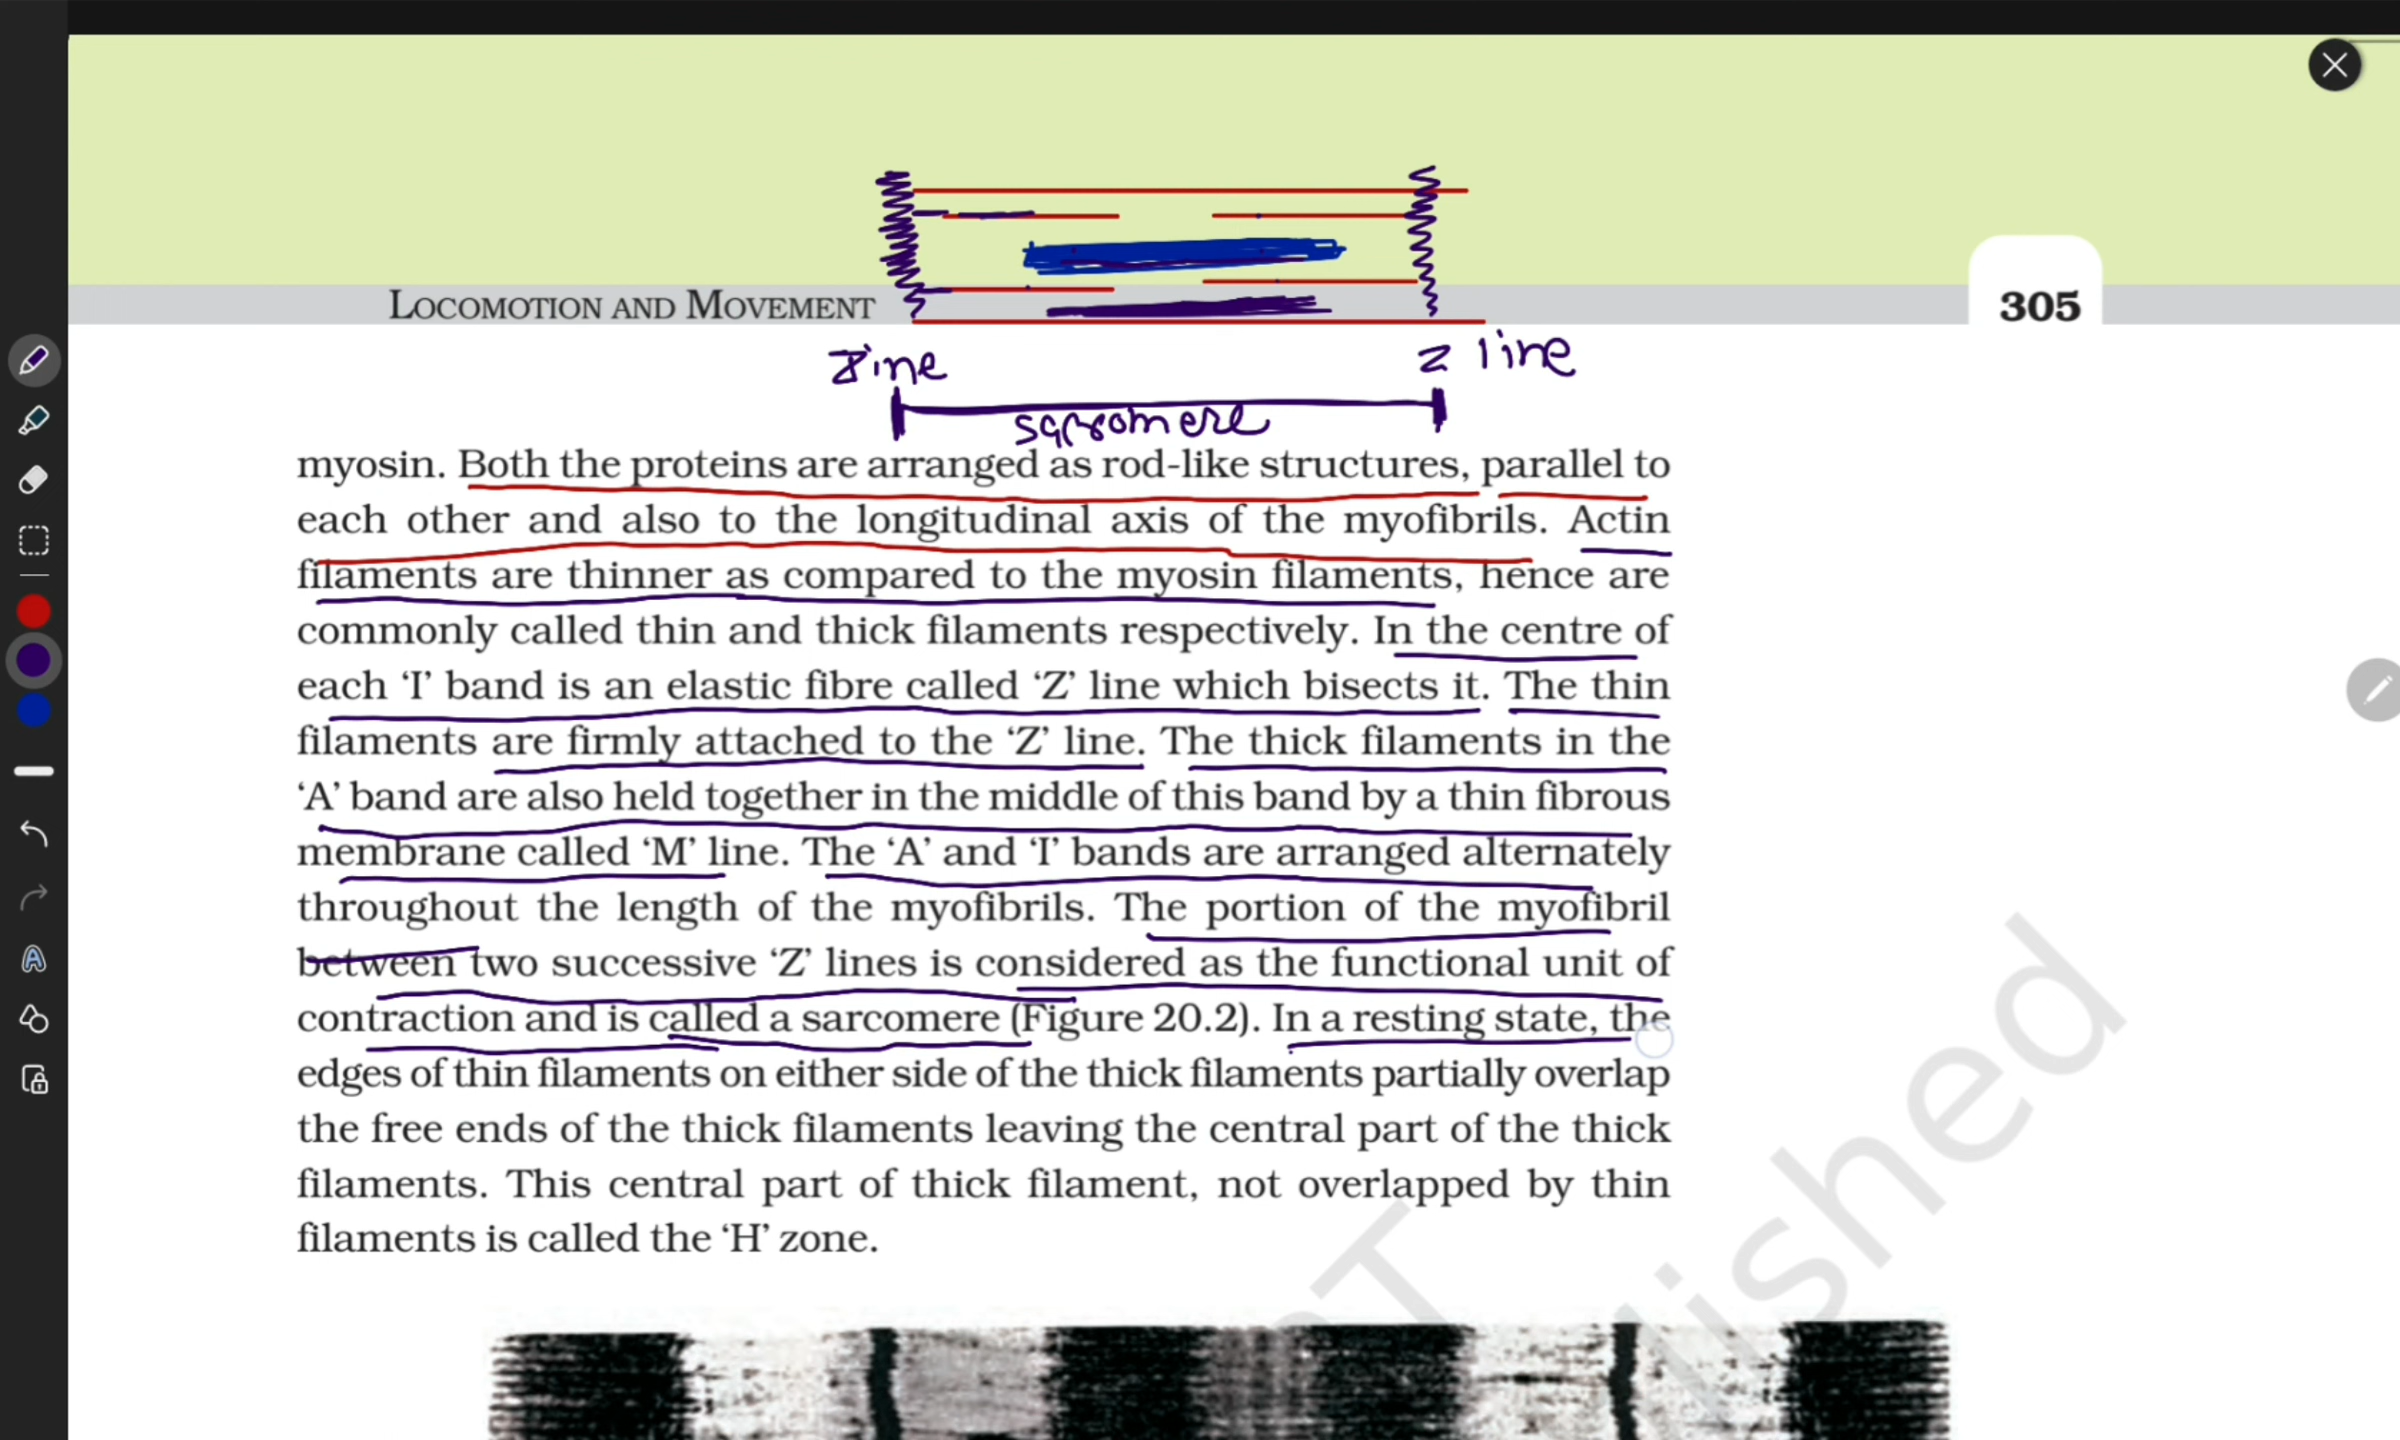 LOCOMOTION AND MOVEMENT
305
Zine
Z line
sarcomere
myosin. Both the proteins are arranged as rod-like structures, parallel to
each other and also to the longitudinal axis of the myofibrils. Actin
filaments are thinner as compared to the myosin filaments, hence are
commonly called thin and thick filaments respectively. In the centre of
each ‘I’ band is an elastic fibre called ‘Z’ line which bisects it. The thin
filaments are firmly attached to the ‘Z’ line. The thick filaments in the
‘A’ band are also held together in the middle of this band by a thin fibrous
membrane called ‘M’ line. The ‘A’ and ‘I’ bands are arranged alternately
throughout the length of the myofibrils. The portion of the myofibril
between two successive ‘Z’ lines is considered as the functional unit of
contraction and is called a sarcomere (Figure 20.2). In a resting state, the
edges of thin filaments on either side of the thick filaments partially overlap
the free ends of the thick filaments leaving the central part of the thick
filaments. This central part of thick filament, not overlapped by thin
filaments is called the ‘H’ zone.